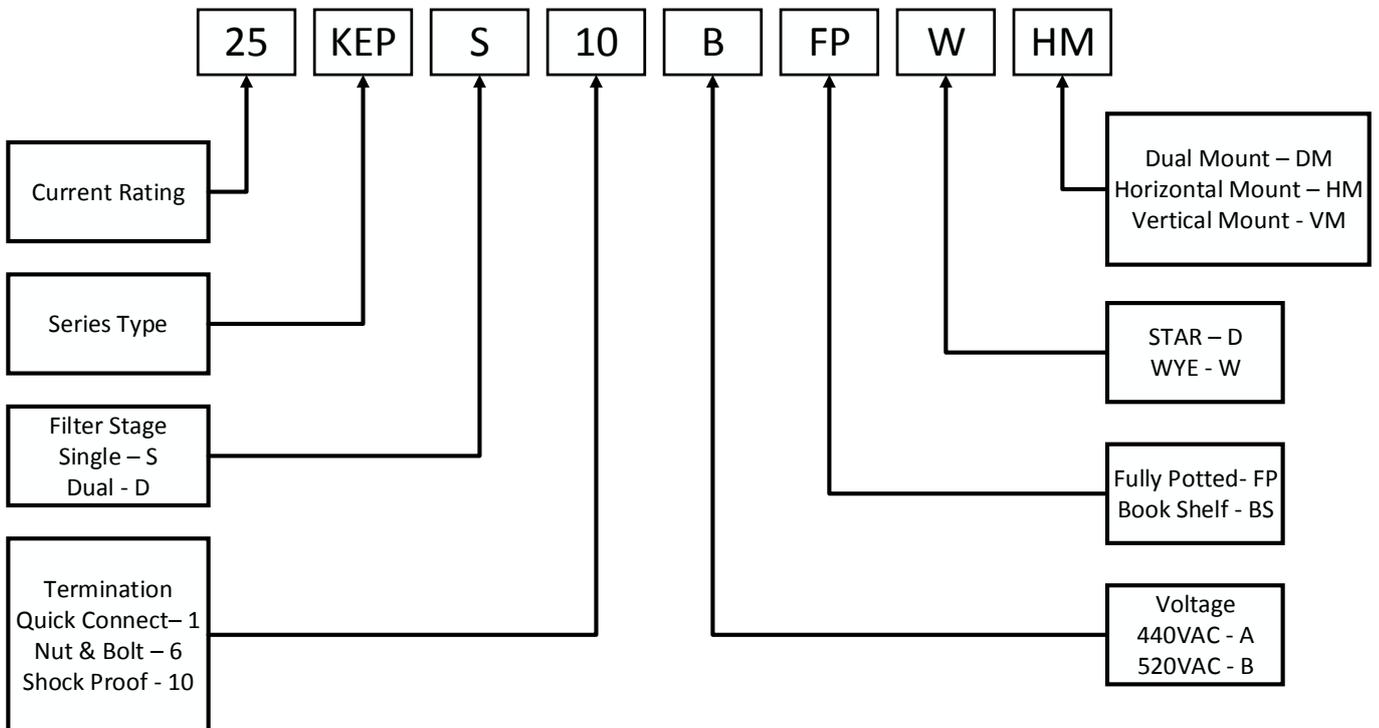 25 KEP S 10 B FP W HM
Current Rating
Series Type
Filter Stage
Single – S
Dual - D
Termination
Quick Connect– 1
Nut & Bolt – 6
Shock Proof - 10
Dual Mount – DM
Horizontal Mount – HM
Vertical Mount - VM
STAR – D
WYE - W
Fully Potted- FP
Book Shelf - BS
Voltage
440VAC - A
520VAC - B